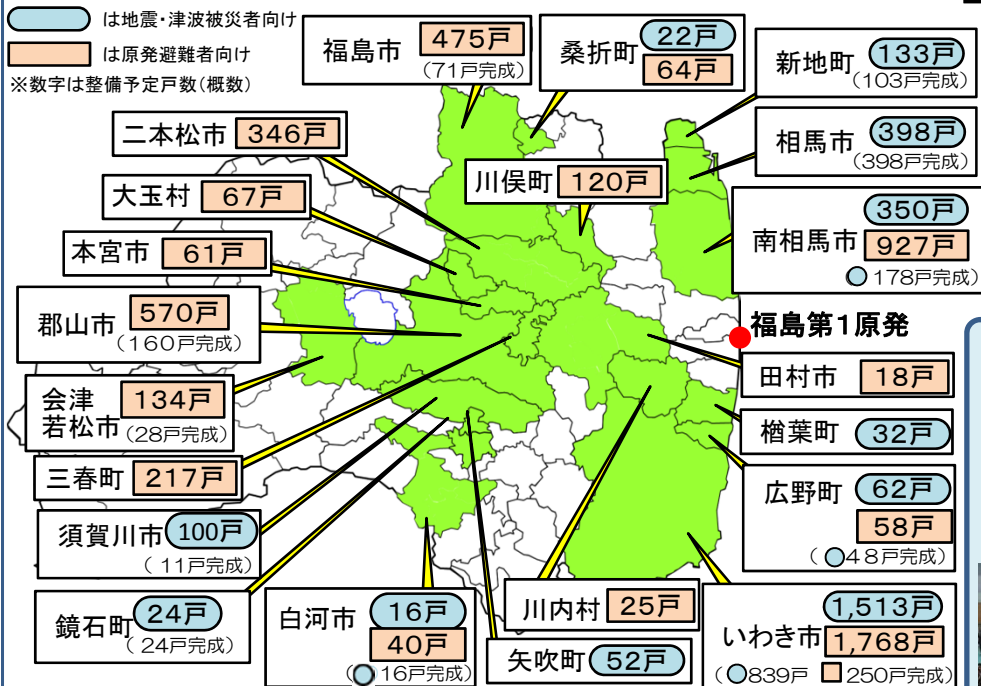 は地震・津波被災者向け
は原発避難者向け
※数字は整備予定戸数(概数)
福島市 475戸
(71戸完成)
桑折町 22戸
64戸
新地町 133戸
(103戸完成)
二本松市 346戸
相馬市 398戸
(398戸完成)
川俣町 120戸
大玉村 67戸
350戸
南相馬市 927戸
178戸完成)
本宮市 61戸
郡山市 570戸
(160戸完成)
福島第1原発
田村市 18戸
会津
若松市 134戸
(28戸完成)
楢葉町 32戸
三春町 217戸
広野町 62戸
58戸
(48戸完成)
須賀川市 100戸
(11戸完成)
鏡石町 24戸
(24戸完成)
白河市 16戸
40戸
(16戸完成)
川内村 25戸
矢吹町 52戸
1,513戸
いわき市 1,768戸
(839戸 250戸完成)